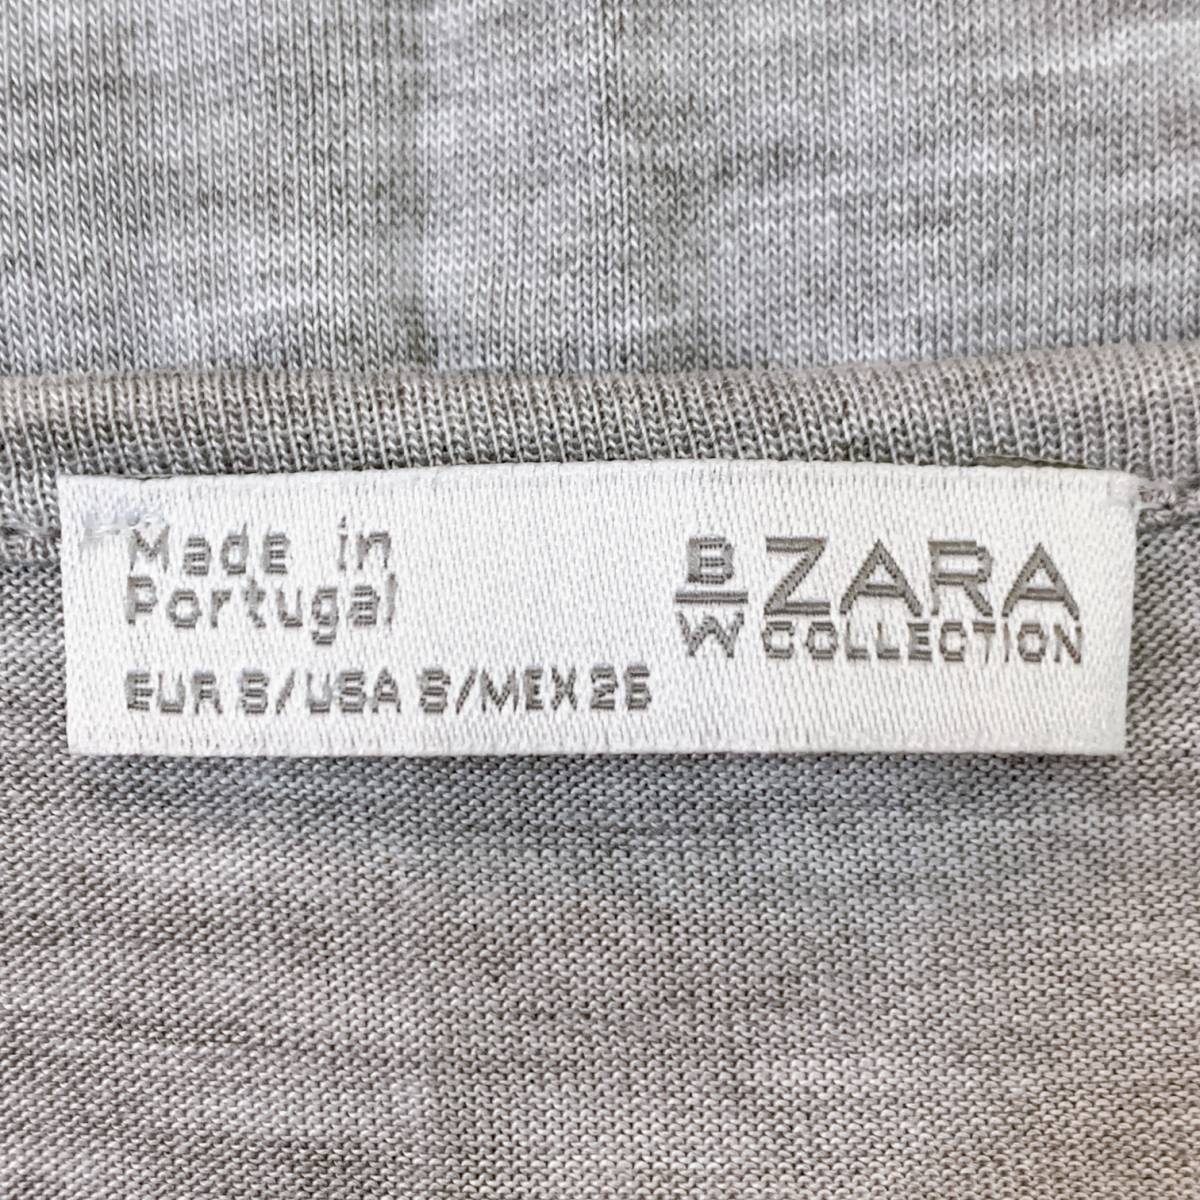 Made in
Portugal
EUR S/USA S/MEX 26
B
W
ZARA
COLLECTION